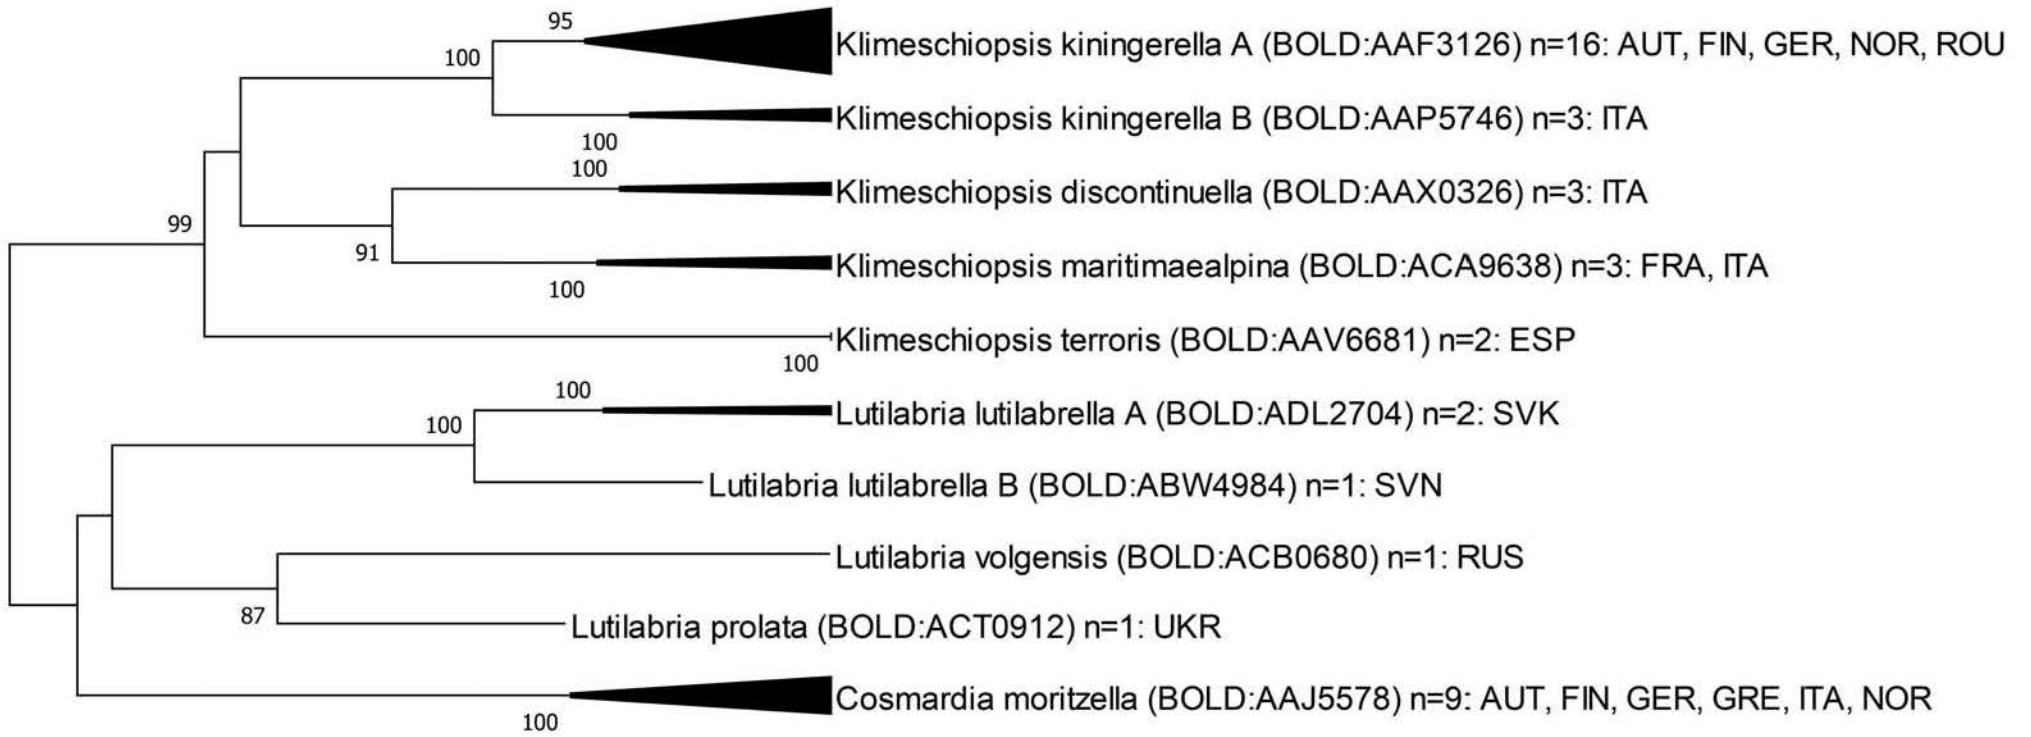 95
Klimeschiopsis kiningerella A (BOLD:AAF3126) n=16: AUT, FIN, GER, NOR, ROU
100
Klimeschiopsis kiningerella B (BOLD:AAP5746) n=3: ITA
100
100
Klimeschiopsis discontinuella (BOLD:AAX0326) n=3: ITA
99
91
Klimeschiopsis maritimaealpina (BOLD:ACA9638) n=3: FRA, ITA
100
Klimeschiopsis terroris (BOLD:AAV6681) n=2: ESP
100
100
Lutilabria lutilabrella A (BOLD:ADL2704) n=2: SVK
100
Lutilabria lutilabrella B (BOLD:ABW4984) n=1: SVN
Lutilabria volgensis (BOLD:ACB0680) n=1: RUS
87
Lutilabria prolata (BOLD:ACT0912) n=1: UKR
Cosmardia moritzella (BOLD:AAJ5578) n=9: AUT, FIN, GER, GRE, ITA, NOR
100